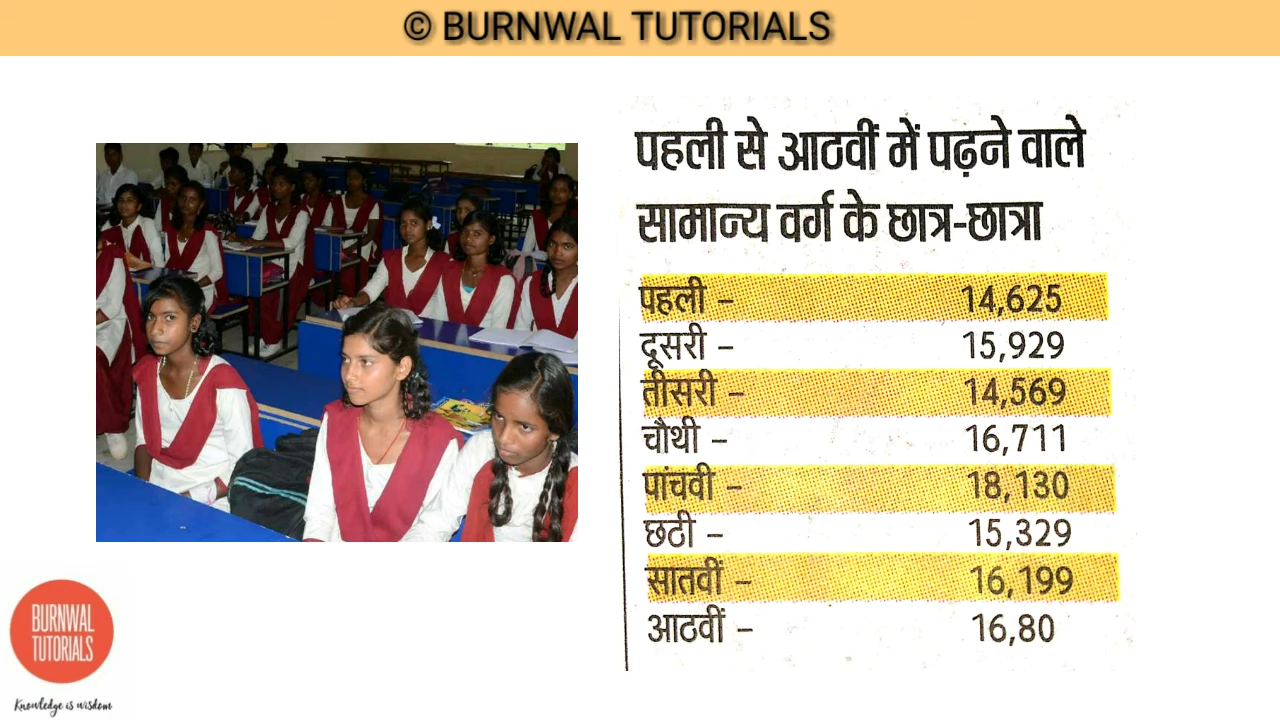 © BURNWAL TUTORIALS
पहली से आठवीं में पढ़ने वाले
सामान्य वर्ग के छात्र-छात्रा
पहली – 14,625
दूसरी – 15,929
तीसरी – 14,569
चौथी – 16,711
पांचवी – 18,130
छठी – 15,329
सातवीं – 16,199
आठवीं – 16,80
BURNWAL
TUTORIALS
Knowledge is wisdom